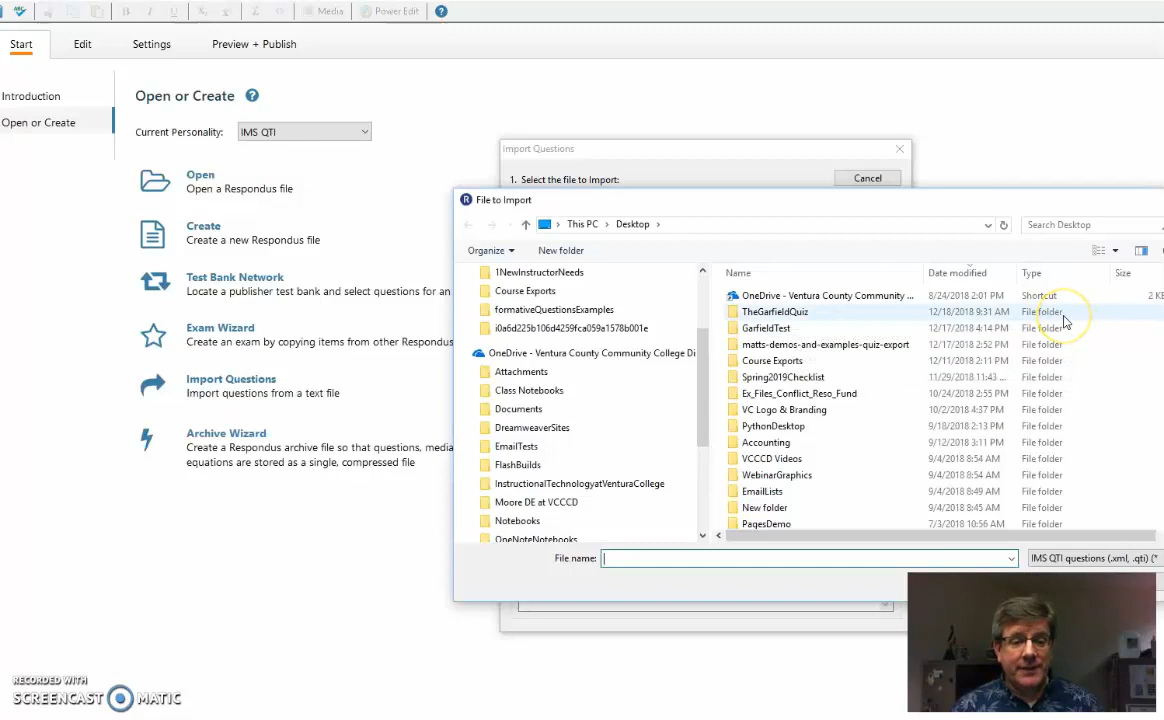 Media
Power Edit
Start
Edit
Settings
Preview + Publish
Introduction
Open or Create
Open or Create
Current Personality:
IMS QTI
Open
Open a Respondus file
Create
Create a new Respondus file
Test Bank Network
Locate a publisher test bank and select questions for an
Exam Wizard
Create an exam by copying items from other Respondus
Import Questions
Import questions from a text file
Archive Wizard
Create a Respondus archive file so that questions, media
equations are stored as a single, compressed file
Import Questions
1. Select the file to Import:
Cancel
File to Import
This PC > Desktop >
Search Desktop
Organize
New folder
1NewInstructorNeeds
Course Exports
formativeQuestionsExamples
i0a6d225b106d4259fca059a1578b001e
OneDrive - Ventura County Community College Di
Attachments
Class Notebooks
Documents
DreamweaverSites
EmailTests
FlashBuilds
InstructionalTechnologyatVenturaCollege
Moore DE at VCCCD
Notebooks
OneNoteNotebooks
Name Date modified Type Size
OneDrive - Ventura County Community ... 8/24/2018 2:01 PM Shortcut 2 KB
TheGarfieldQuiz 12/18/2018 9:31 AM File folder
GarfieldTest 12/17/2018 4:14 PM File folder
matts-demos-and-examples-quiz-export 12/17/2018 2:52 PM File folder
Course Exports 12/11/2018 2:11 PM File folder
Spring2019Checklist 11/29/2018 11:43 ... File folder
Ex_Files_Conflict_Reso_Fund 10/24/2018 2:55 PM File folder
VC Logo & Branding 10/2/2018 4:37 PM File folder
PythonDesktop 9/18/2018 2:13 PM File folder
Accounting 9/12/2018 3:11 PM File folder
VCCCD Videos 9/4/2018 8:54 AM File folder
WebinarGraphics 9/4/2018 8:54 AM File folder
EmailLists 9/4/2018 8:49 AM File folder
New folder 9/4/2018 8:45 AM File folder
PagesDemo 7/3/2018 10:56 AM File folder
File name:
IMS QTI questions (.xml, .qti) (*
RECORDED WITH
SCREENCAST MATIC